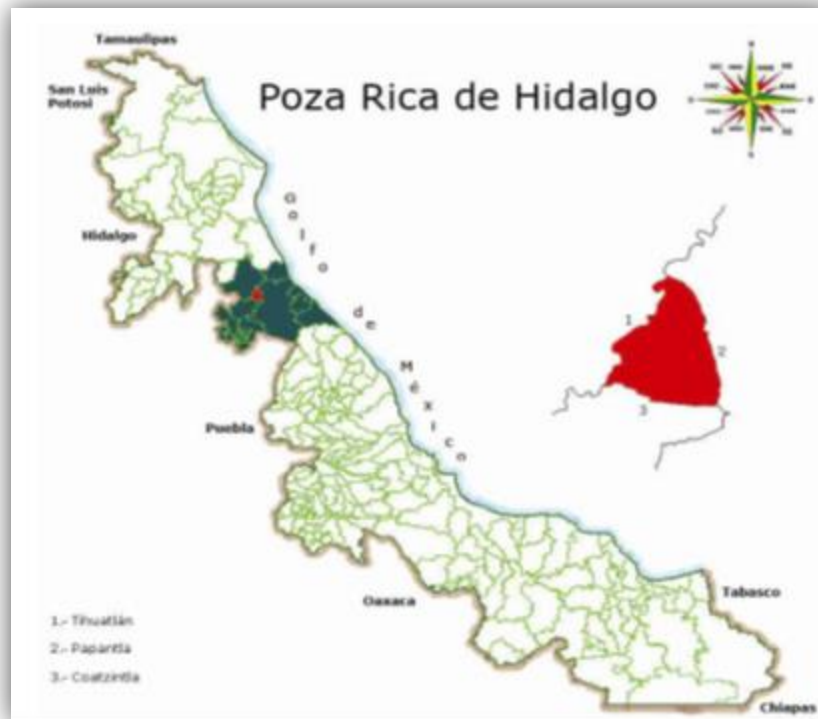 Tamaulipas
San Luis
Potosi
Poza Rica de Hidalgo
Golfo de México
Hidalgo
1
2
3
Puebla
Oaxaca
Tabasco
Chiapas
1.- Tihuatlán
2.- Papantla
3.- Coatzintla